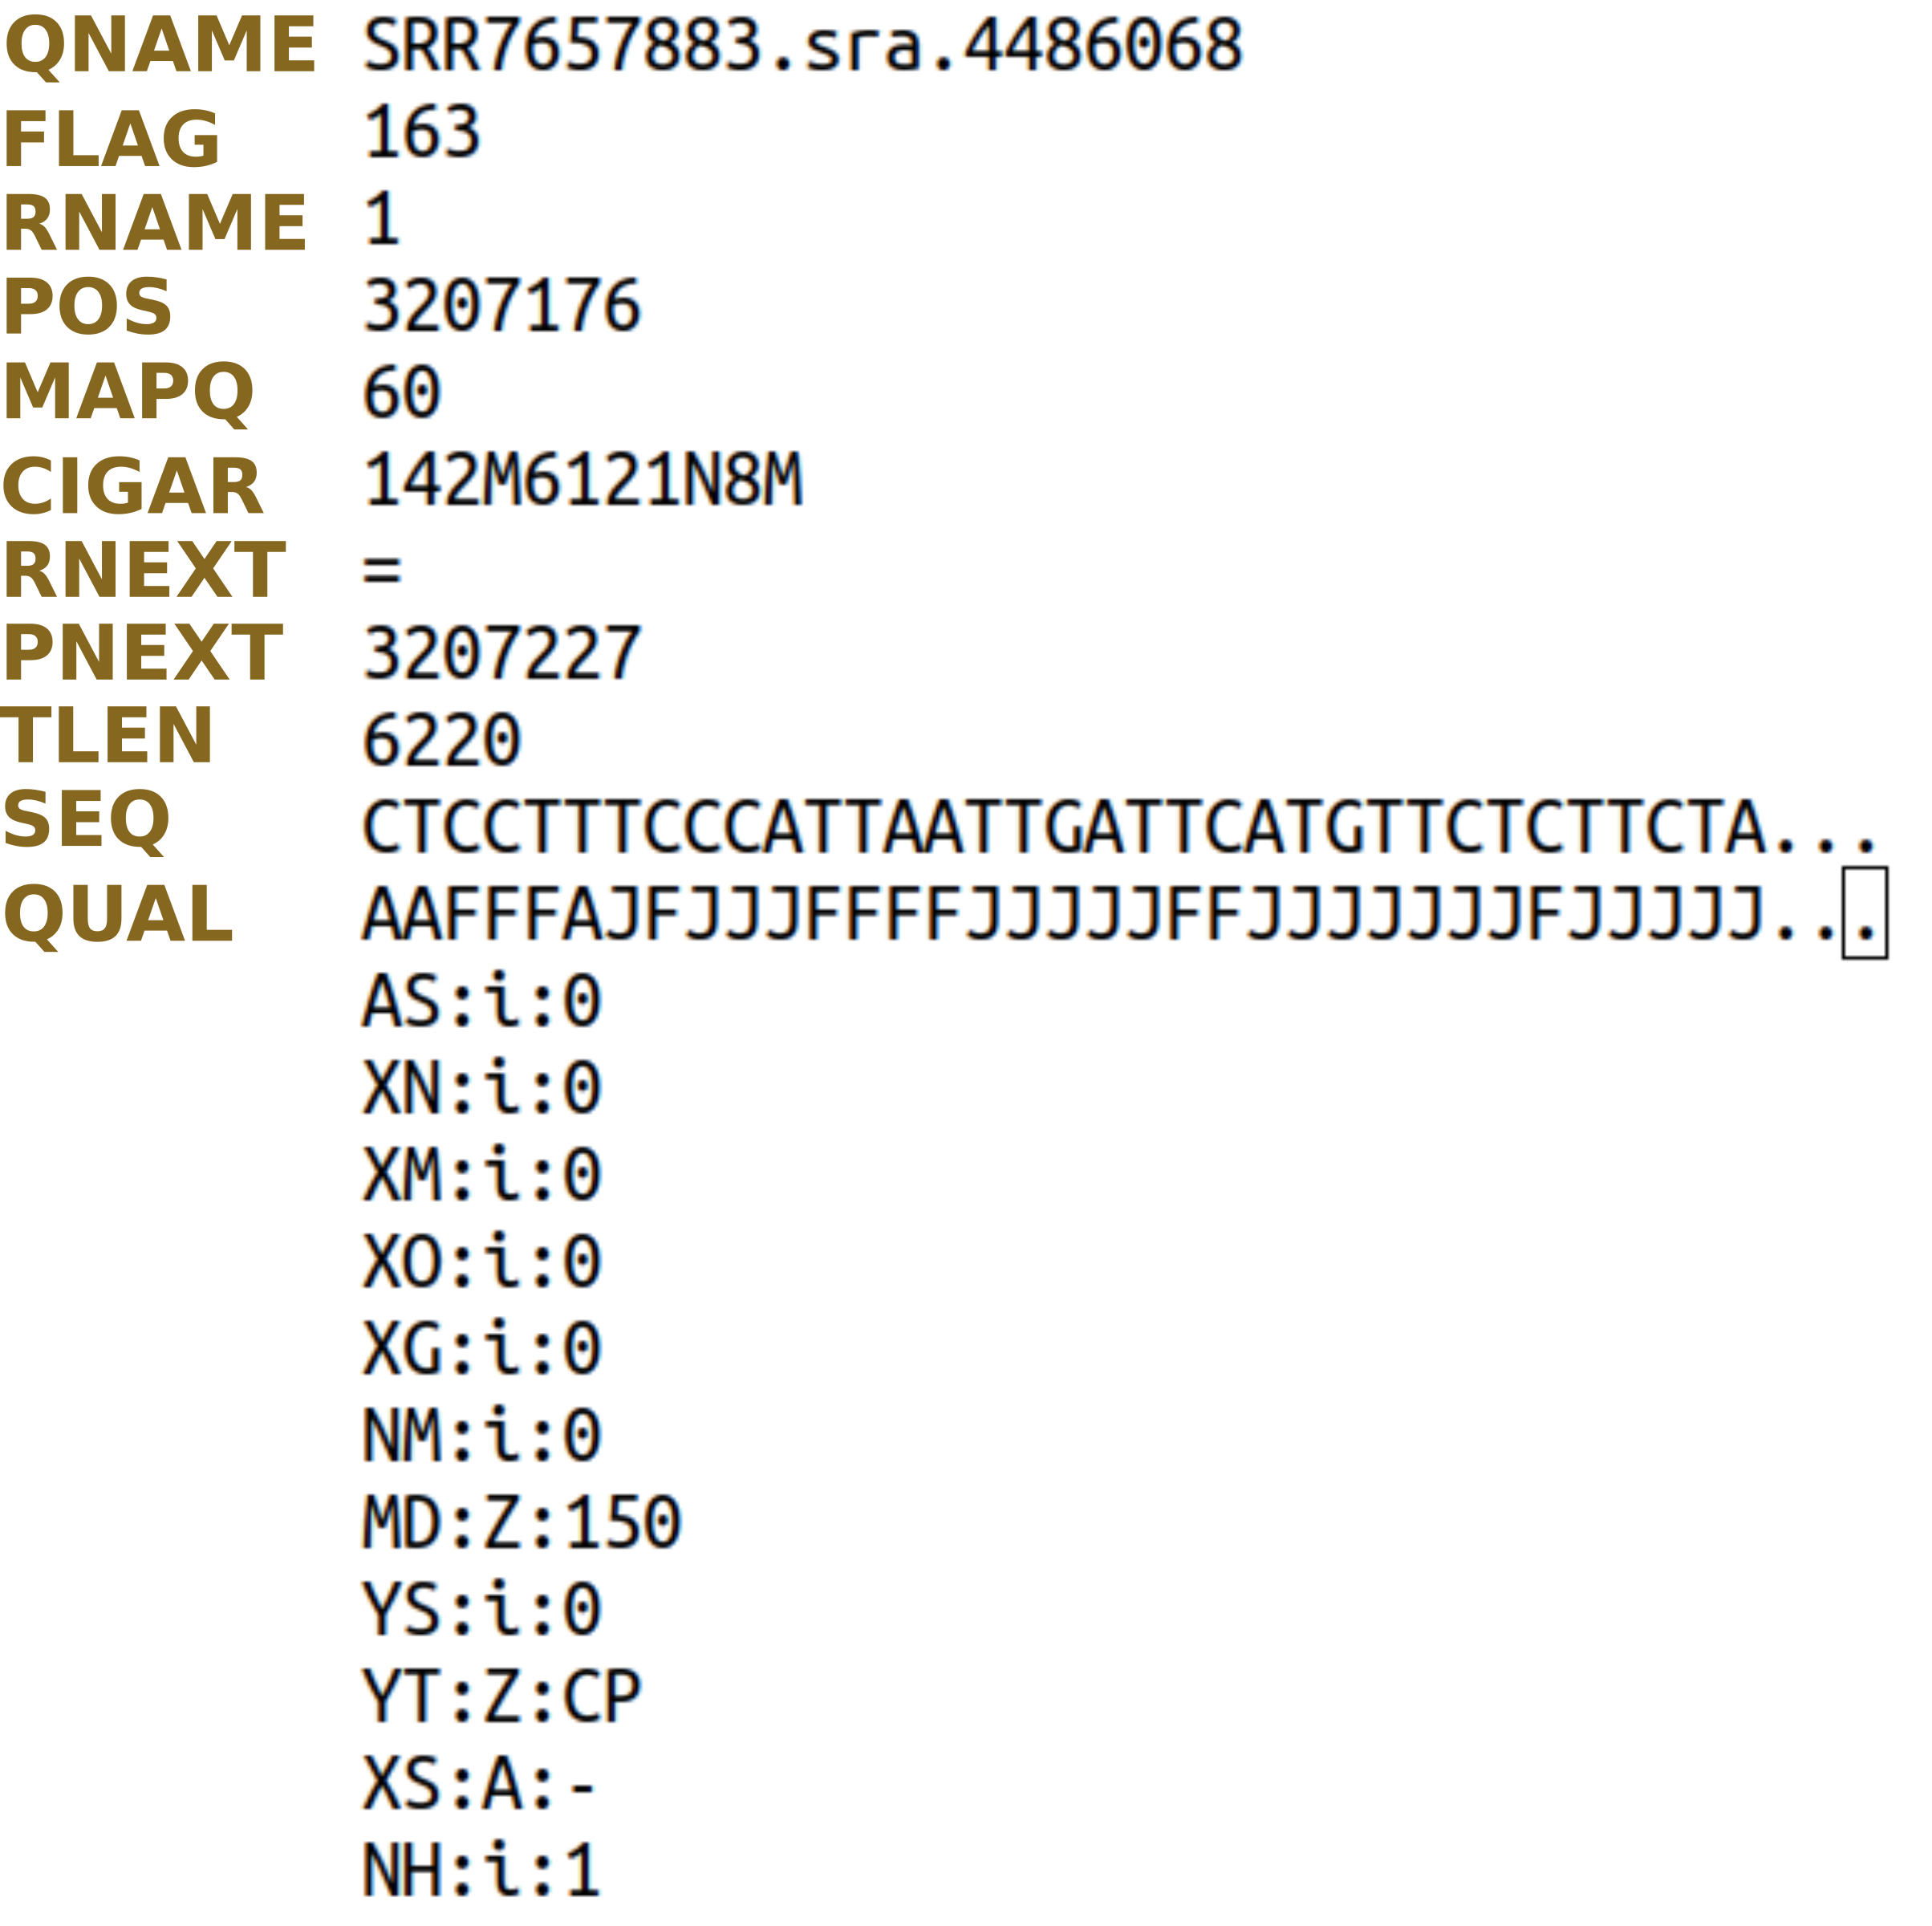 QNAME SRR7657883.sra.4486068
FLAG 163
RNAME 1
POS 3207176
MAPQ 60
CIGAR 142M6121N8M
RNEXT =
PNEXT 3207227
TLEN 6220
SEQ CTCCTTTCCCATTAATTGATTCATGTTCTCTTCTA...
QUAL AAFFFAJFJJJFFFFJJJJJFFJJJJJJJFJJJJJ...
AS:i:0
XN:i:0
XM:i:0
XO:i:0
XG:i:0
NM:i:0
MD:Z:150
YS:i:0
YT:Z:CP
XS:A:-
NH:i:1